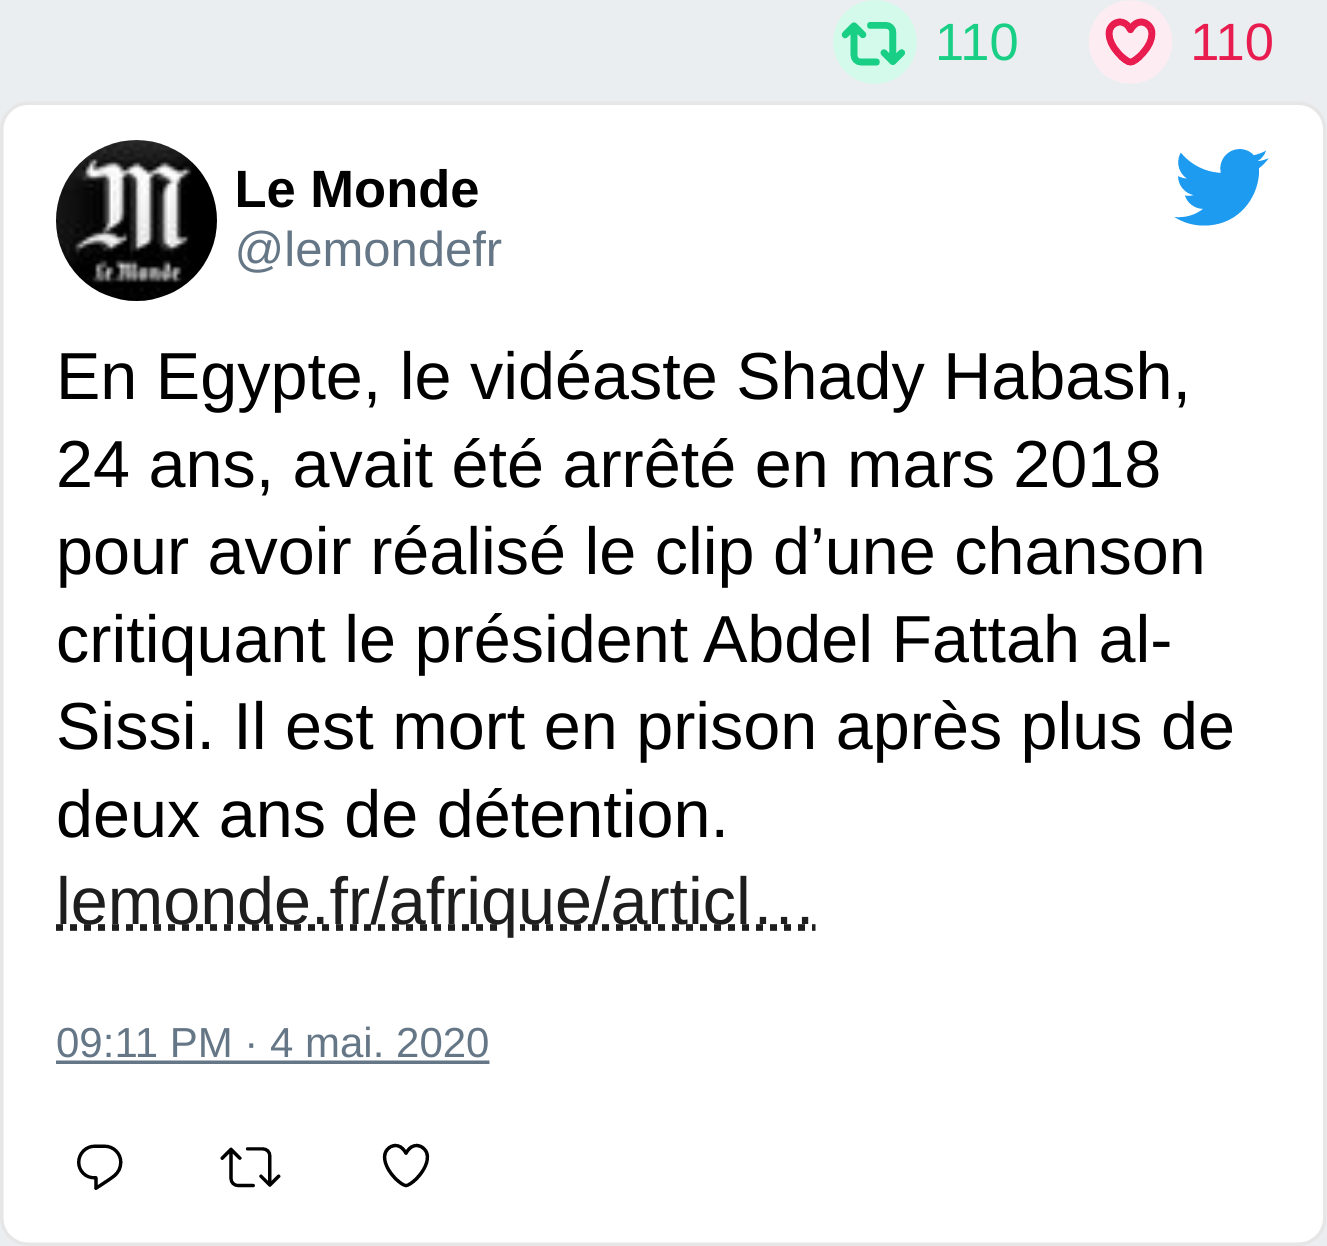 110 110
Le Monde
Le Monde
@lemondefr
En Egypte, le vidéaste Shady Habash,
24 ans, avait été arrêté en mars 2018
pour avoir réalisé le clip d’une chanson
critiquant le président Abdel Fattah al-
Sissi. Il est mort en prison après plus de
deux ans de détention.
lemonde.fr/afrique/articl…
09:11 PM · 4 mai. 2020